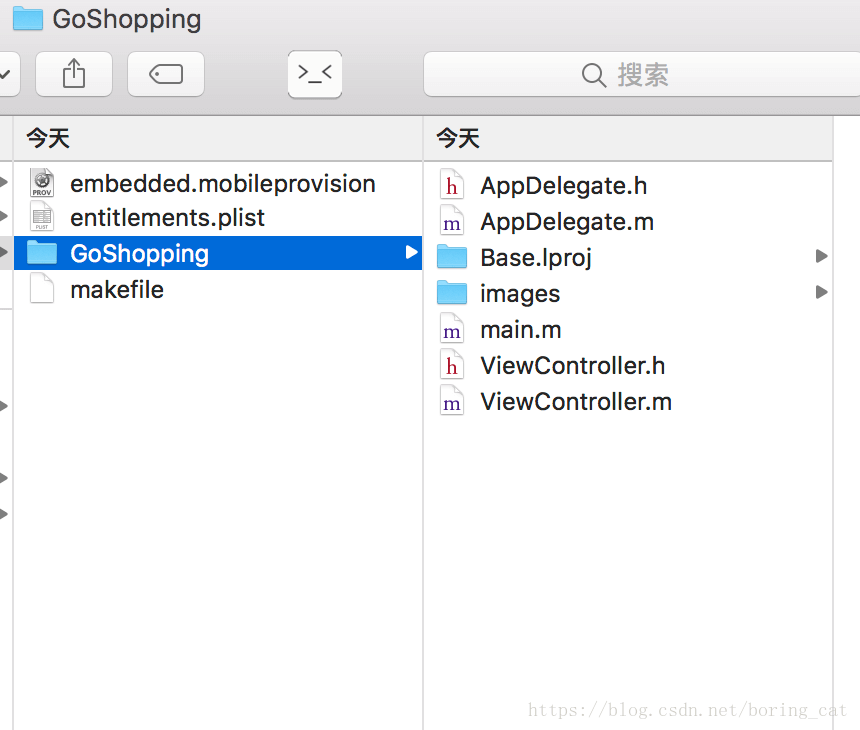 GoShopping
>_<
搜索
今天
embedded.mobileprovision
entitlements.plist
GoShopping
makefile
今天
AppDelegate.h
AppDelegate.m
Base.lproj
images
main.m
ViewController.h
ViewController.m
PROV
PLIST
h
m
m
h
m
https://blog.csdn.net/boring_cat